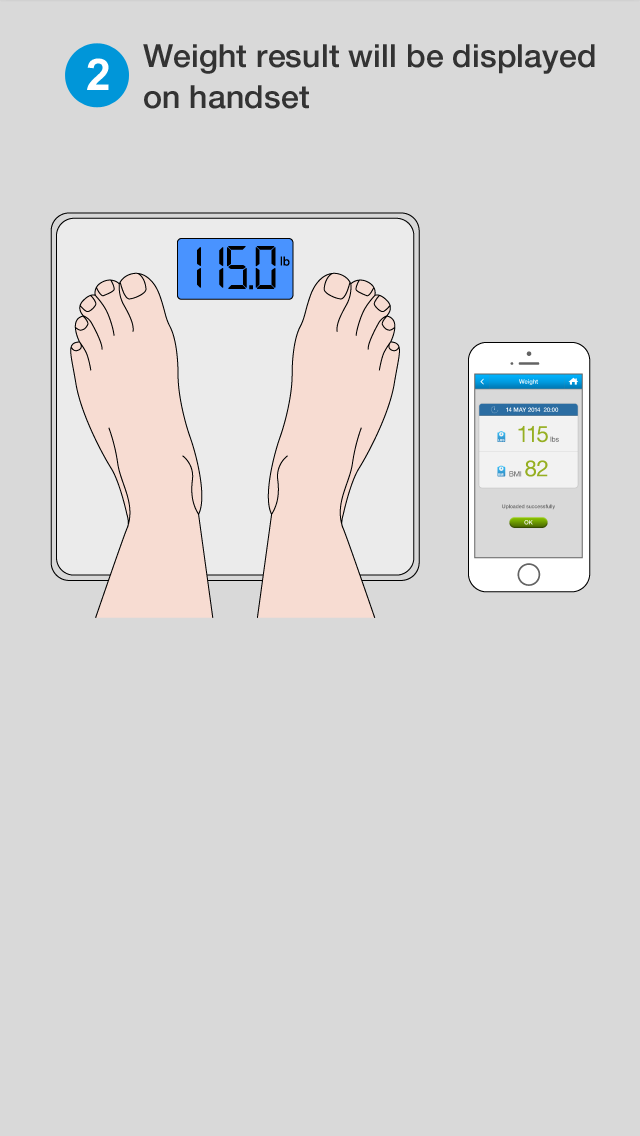 2
Weight result will be displayed
on handset
115.0 lb
Weight
14 MAY 2014 20:00
115 lbs
BMI 82
Uploaded successfully
OK